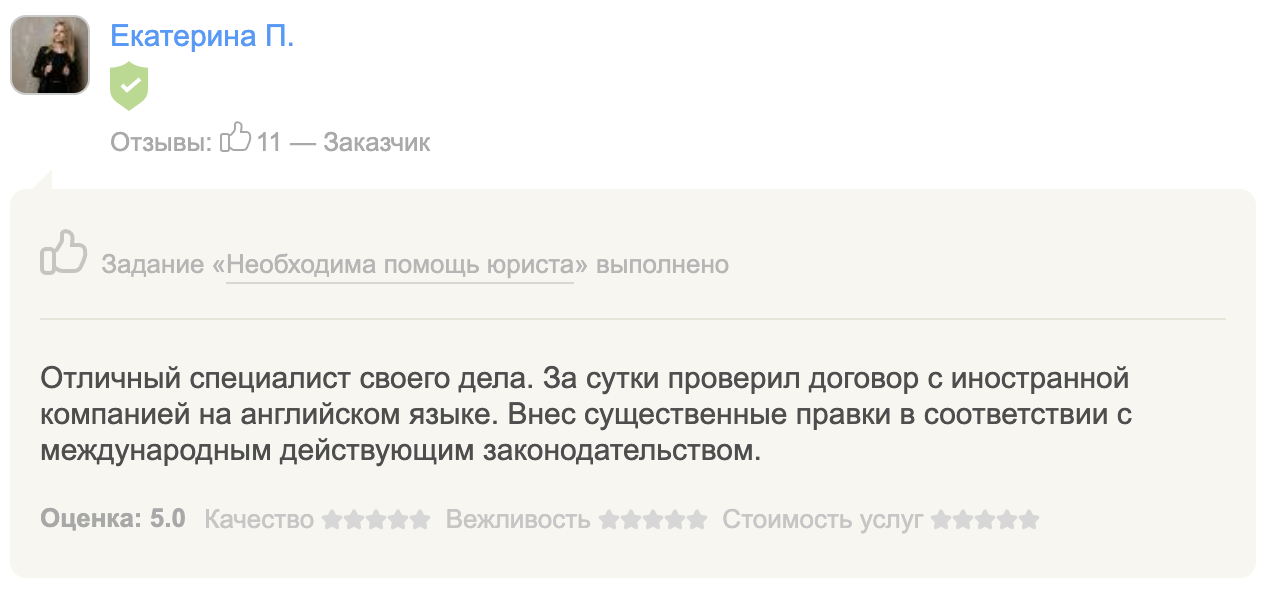 Екатерина П.
Отзывы: 11 — Заказчик
Задание «Необходима помощь юриста» выполнено
Отличный специалист своего дела. За сутки проверил договор с иностранной
компанией на английском языке. Внес существенные правки в соответствии с
международным действующим законодательством.
Оценка: 5.0 Качество ★★★★★ Вежливость ★★★★★ Стоимость услуг ★★★★★